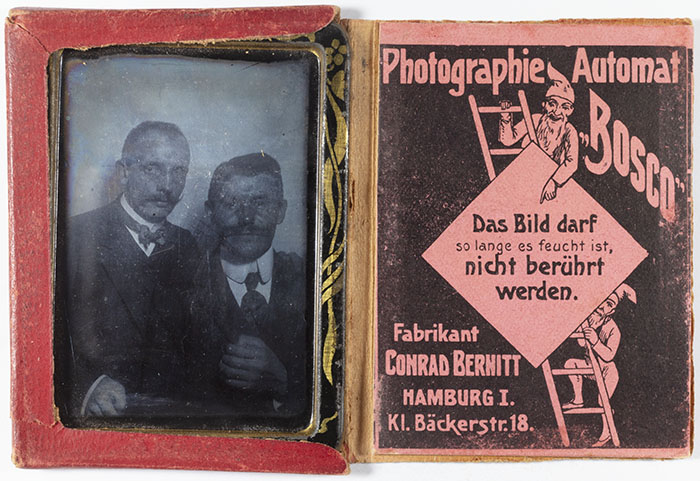 Photographie Automat
„BOSCO"
Das Bild darf
so lange es feucht ist,
nicht berührt
werden.
Fabrikant
CONRAD BERNITT
HAMBURG I.
Kl. Bäckerstr. 18.